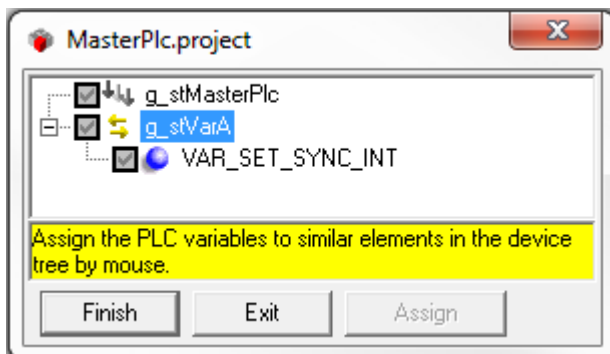 MasterPlc.project
g_stMasterPlc
g_stVarA
VAR_SET_SYNC_INT
Assign the PLC variables to similar elements in the device
tree by mouse.
Finish Exit Assign